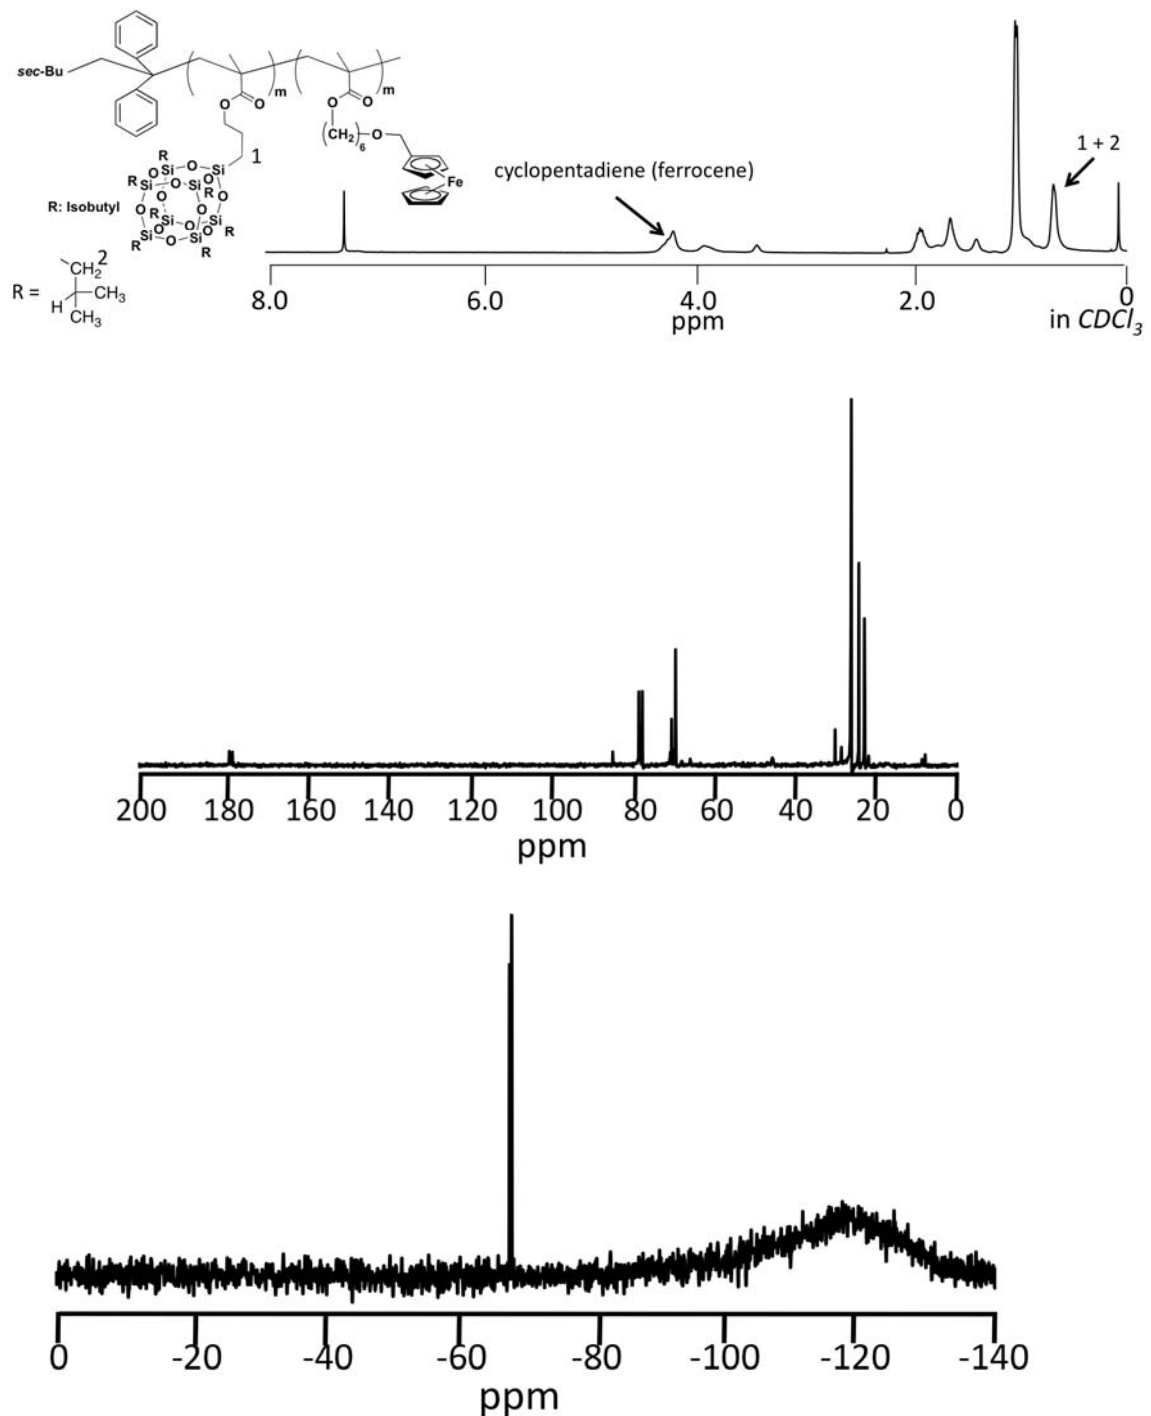 sec-Bu
m
m
O
O
O
O
(CH₂)₆
O
1
Fe
R
R
R
R
R
R
R
Si
Si
Si
Si
Si
Si
Si
Si
O
O
O
O
O
O
O
O
O
O
O
O
R: Isobutyl
R =
CH₂
2
H
CH₃
CH₃
cyclopentadiene (ferrocene)
1 + 2
8.0 6.0 4.0 2.0 0
ppm
in CDCl₃
200 180 160 140 120 100 80 60 40 20 0
ppm
0 -20 -40 -60 -80 -100 -120 -140
ppm